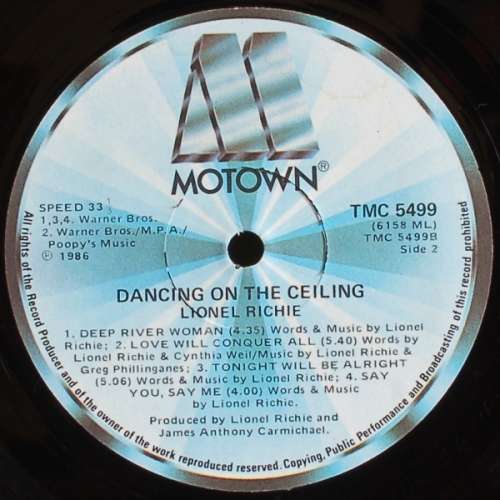 MOTOWN®
SPEED 33
1,3,4. Warner Bros.
2. Warner Bros./M.P.A./
Poopy's Music
℗ 1986
TMC 5499
(6158 ML)
TMC 5499B
Side 2
DANCING ON THE CEILING
LIONEL RICHIE
1. DEEP RIVER WOMAN (4.35) Words & Music by Lionel
Richie; 2. LOVE WILL CONQUER ALL (5.40) Words by
Lionel Richie & Cynthia Weil/Music by Lionel Richie &
Greg Phillinganes; 3. TONIGHT WILL BE ALRIGHT
(5.06) Words & Music by Lionel Richie; 4. SAY
YOU, SAY ME (4.00) Words & Music
by Lionel Richie.
Produced by Lionel Richie and
James Anthony Carmichael.
All rights of the Record Producer and of the owner of the work reproduced reserved. Copying, Public Performance and Broadcasting of this record prohibited